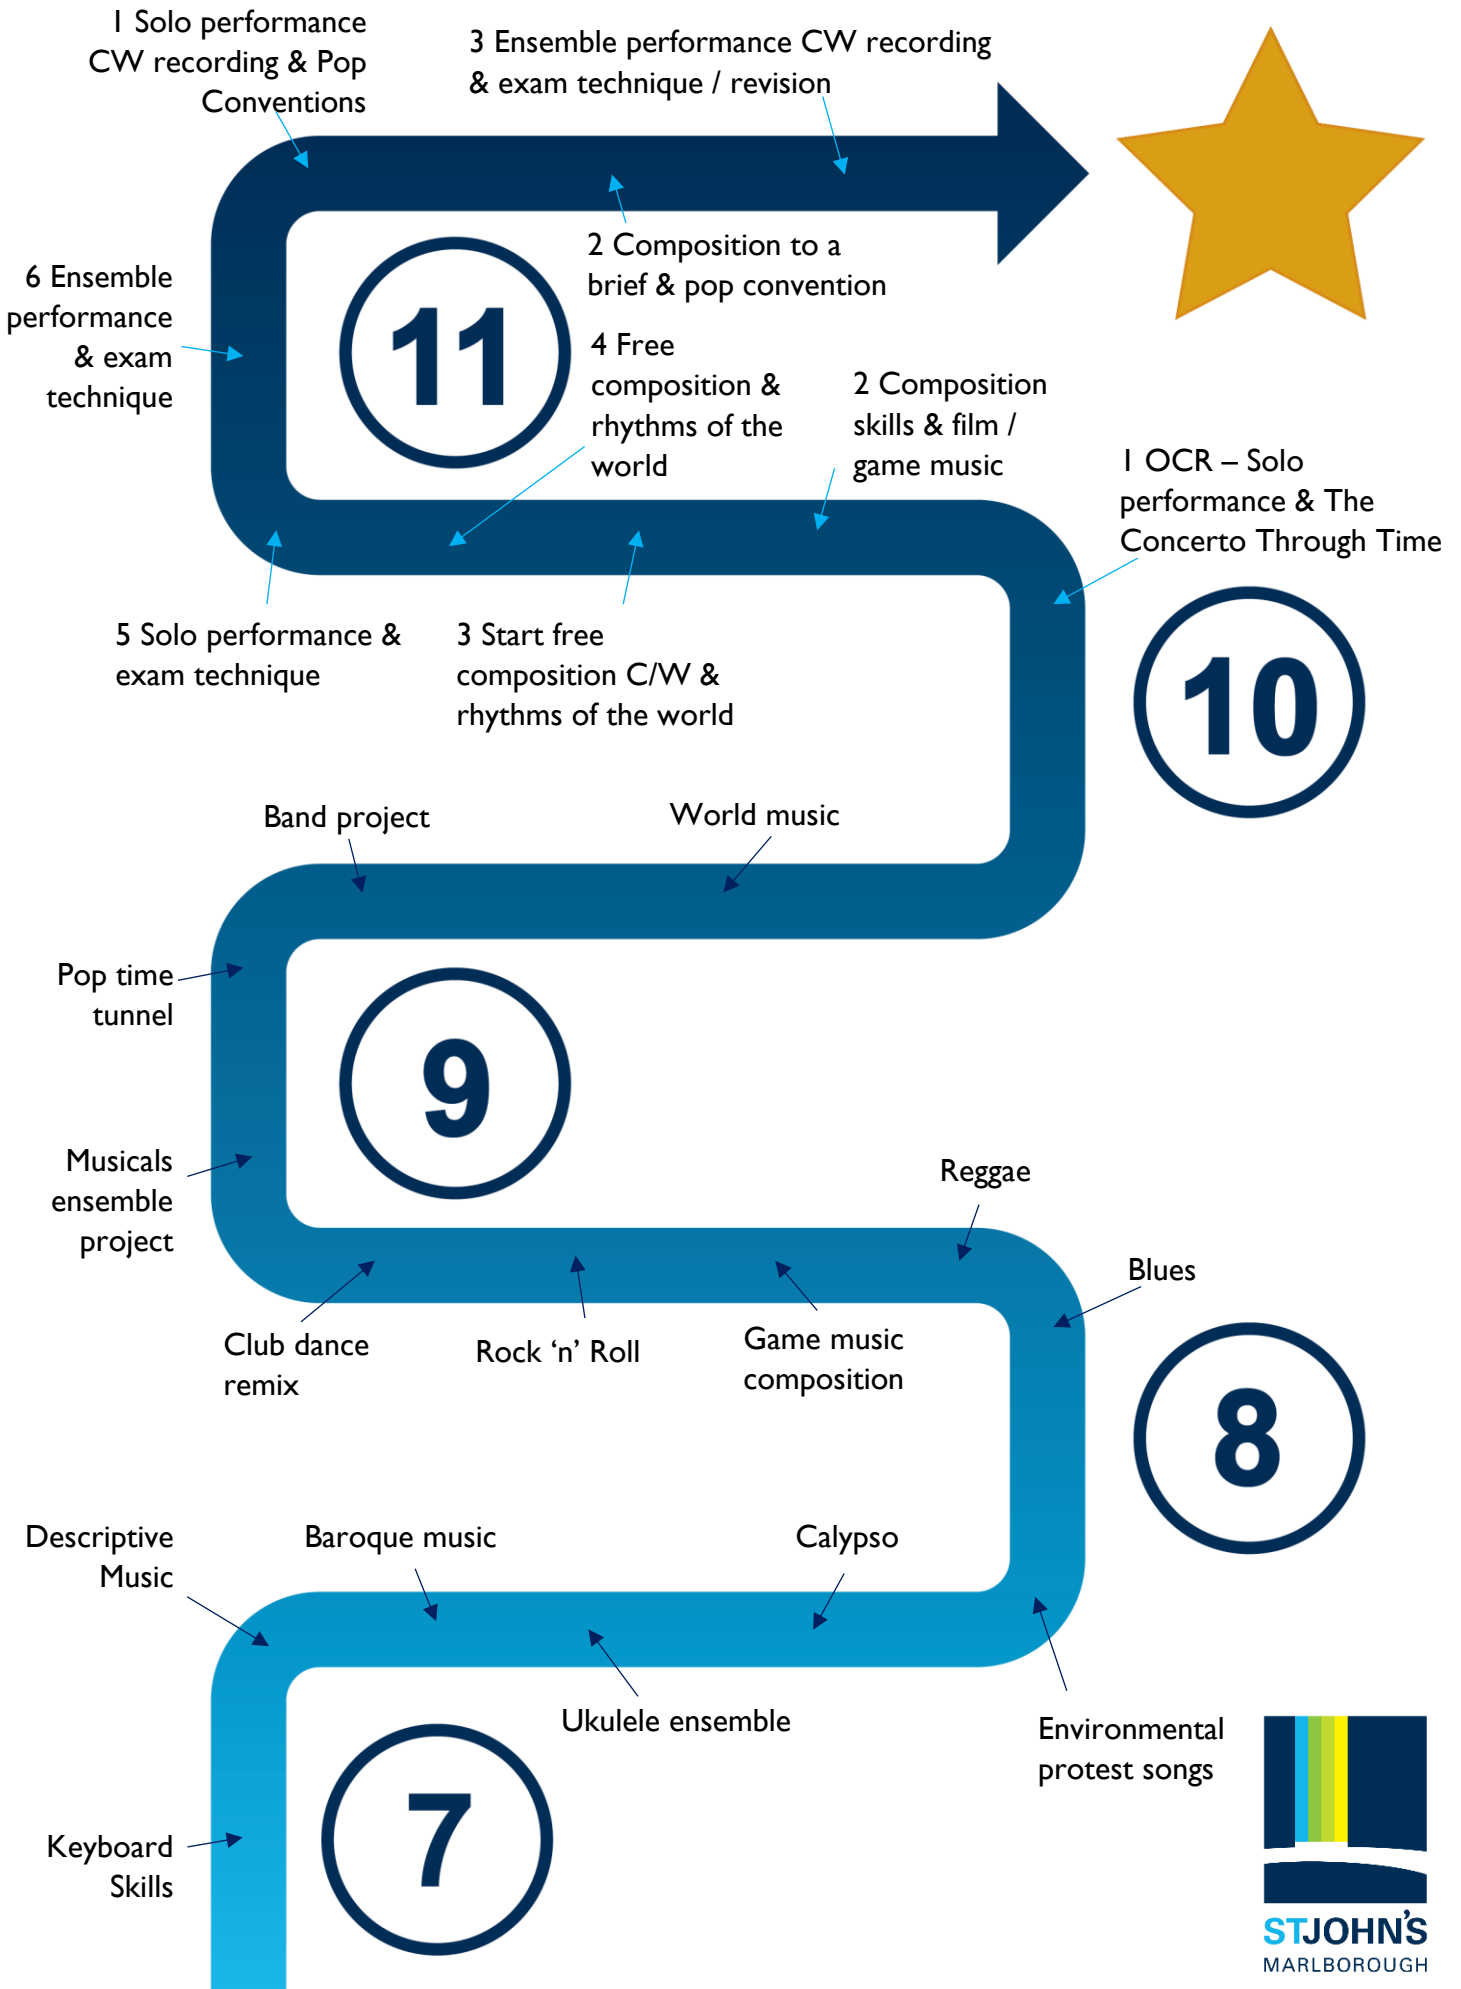 1 Solo performance
CW recording & Pop
Conventions
3 Ensemble performance CW recording
& exam technique / revision
2 Composition to a
brief & pop convention
6 Ensemble
performance
& exam
technique
11
4 Free
composition &
rhythms of the
world
2 Composition
skills & film /
game music
1 OCR – Solo
performance & The
Concerto Through Time
5 Solo performance &
exam technique
3 Start free
composition C/W &
rhythms of the world
10
Band project
World music
Pop time
tunnel
9
Musicals
ensemble
project
Reggae
Blues
Club dance
remix
Rock ‘n’ Roll
Game music
composition
8
Descriptive
Music
Baroque music
Calypso
Ukulele ensemble
Environmental
protest songs
7
Keyboard
Skills
STJOHN'S
MARLBOROUGH